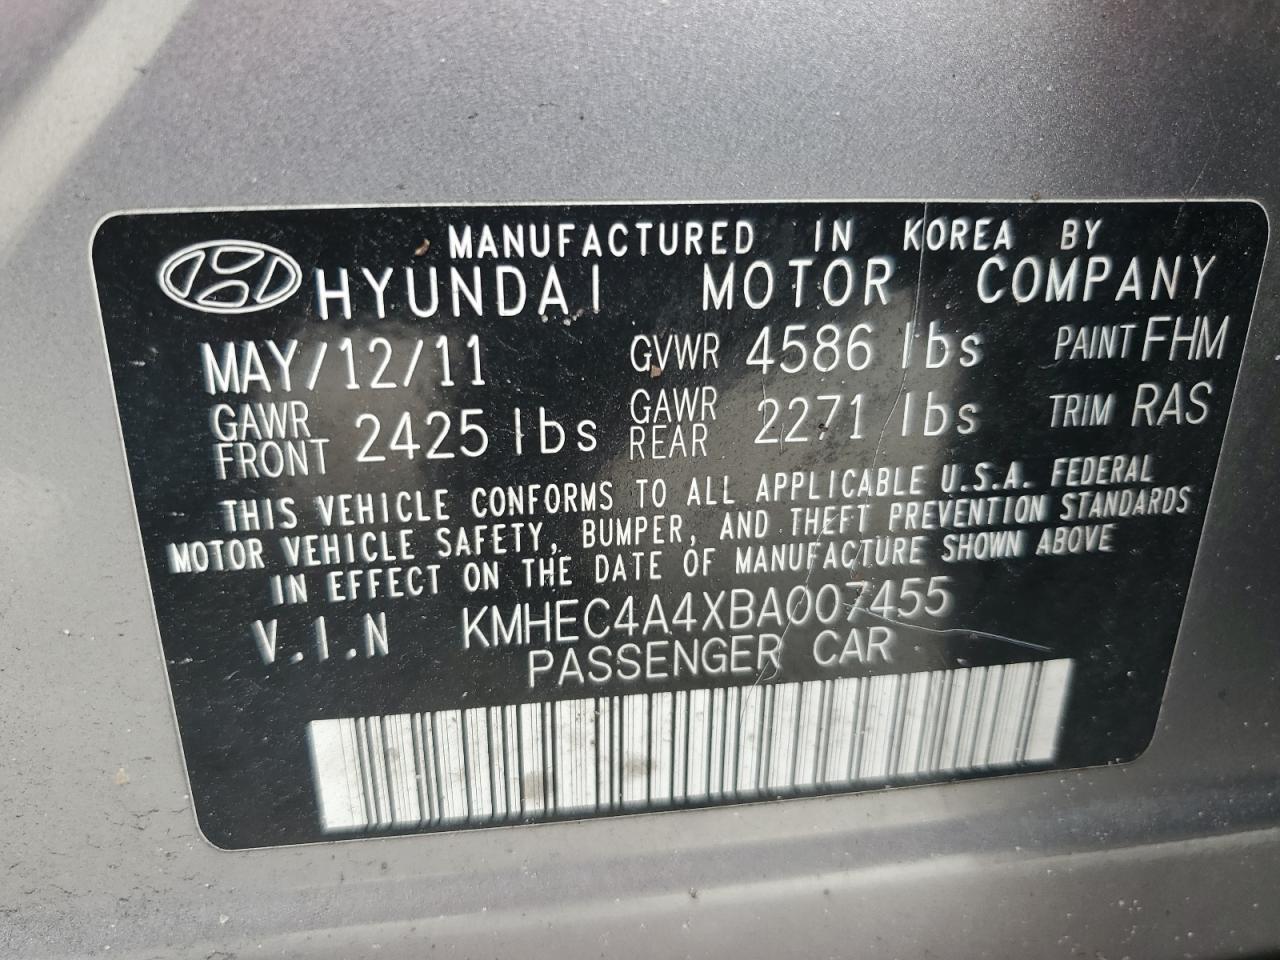 MANUFACTURED IN KOREA BY
HYUNDAI MOTOR COMPANY
MAY/12/11 GVWR 4586 lbs PAINT FHM
GAWR FRONT 2425 lbs GAWR REAR 2271 lbs TRIM RAS
THIS VEHICLE CONFORMS TO ALL APPLICABLE U.S.A. FEDERAL
MOTOR VEHICLE SAFETY, BUMPER, AND THEFT PREVENTION STANDARDS
IN EFFECT ON THE DATE OF MANUFACTURE SHOWN ABOVE
V.I.N KMHEC4A4XBA007455
PASSENGER CAR